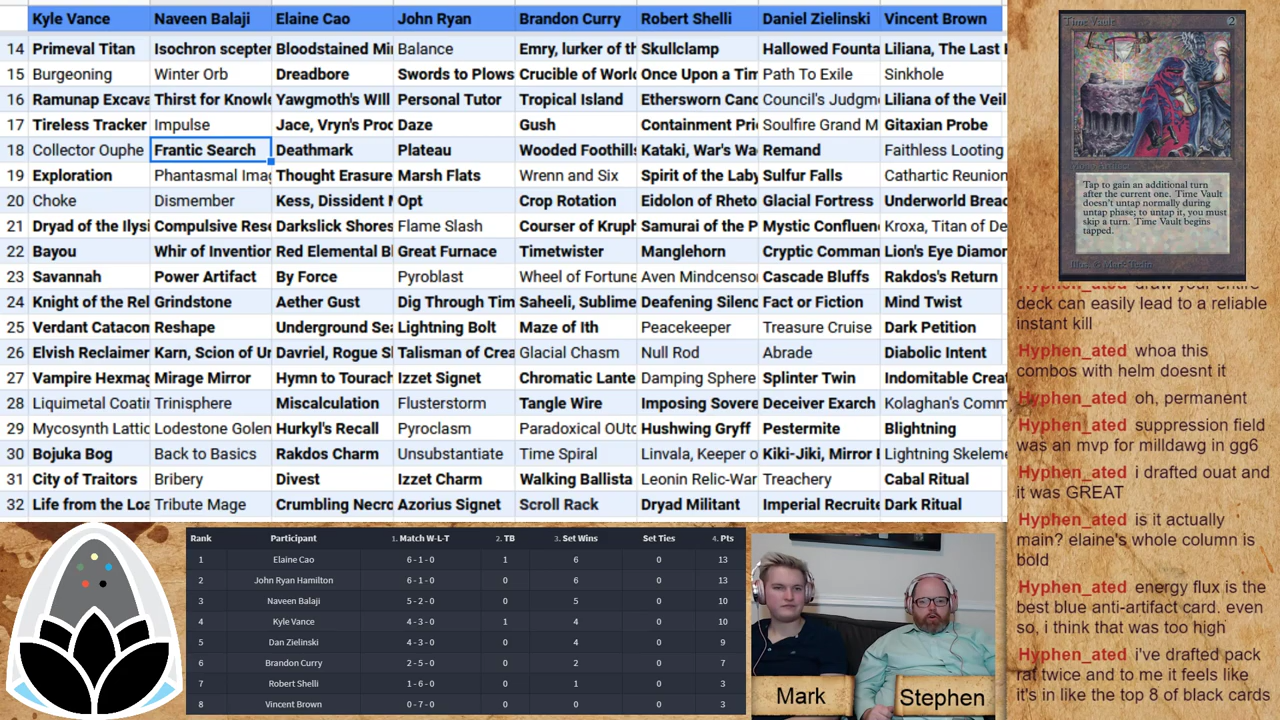 Kyle Vance Naveen Balaji Elaine Cao John Ryan Brandon Curry Robert Shelli Daniel Zielinski Vincent Brown
14 Primeval Titan Isochron scepter Bloodstained Mir Balance Emry, lurker of th Skullclamp Hallowed Founta Liliana, The Last H
15 Burgeoning Winter Orb Dreadbore Swords to Plows Crucible of World Once Upon a Tim Path To Exile Sinkhole
16 Ramunap Excava Thirst for Knowle Yawgmoth's WIll Personal Tutor Tropical Island Ethersworn Cano Council's Judgme Liliana of the Veil
17 Tireless Tracker Impulse Jace, Vryn's Proc Daze Gush Containment Prie Soulfire Grand M Gitaxian Probe
18 Collector Ouphe Frantic Search Deathmark Plateau Wooded Foothills Kataki, War's Wa Remand Faithless Looting
19 Exploration Phantasmal Imag Thought Erasure Marsh Flats Wrenn and Six Spirit of the Laby Sulfur Falls Cathartic Reunion
20 Choke Dismember Kess, Dissident M Opt Crop Rotation Eidolon of Rheto Glacial Fortress Underworld Breac
21 Dryad of the Ilysi Compulsive Rese Darkslick Shores Flame Slash Courser of Kruph Samurai of the P Mystic Confluen Kroxa, Titan of De
22 Bayou Whir of Invention Red Elemental Bl Great Furnace Timetwister Manglehorn Cryptic Comman Lion's Eye Diamon
23 Savannah Power Artifact By Force Pyroblast Wheel of Fortune Aven Mindcenso Cascade Bluffs Rakdos's Return
24 Knight of the Rel Grindstone Aether Gust Dig Through Tim Saheeli, Sublime Deafening Silenc Fact or Fiction Mind Twist
25 Verdant Catacom Reshape Underground Sea Lightning Bolt Maze of Ith Peacekeeper Treasure Cruise Dark Petition
26 Elvish Reclaimer Karn, Scion of Ur Davriel, Rogue Sh Talisman of Crea Glacial Chasm Null Rod Abrade Diabolic Intent
27 Vampire Hexmag Mirage Mirror Hymn to Tourach Izzet Signet Chromatic Lante Damping Sphere Splinter Twin Indomitable Creat
28 Liquimetal Coatin Trinisphere Miscalculation Flusterstorm Tangle Wire Imposing Sovere Deceiver Exarch Kolaghan's Comm
29 Mycosynth Lattic Lodestone Golem Hurkyl's Recall Pyroclasm Paradoxical OUtc Hushwing Gryff Pestermite Blightning
30 Bojuka Bog Back to Basics Rakdos Charm Unsubstantiate Time Spiral Linvala, Keeper o Kiki-Jiki, Mirror B Lightning Skeleme
31 City of Traitors Bribery Divest Izzet Charm Walking Ballista Leonin Relic-War Treachery Cabal Ritual
32 Life from the Loa Tribute Mage Crumbling Necro Azorius Signet Scroll Rack Dryad Militant Imperial Recruite Dark Ritual
Time Vault 2
Tap to gain an additional turn
after the current one. Time Vault
doesn't untap normally during
untap phase; to untap it, you must
skip a turn. Time Vault begins
tapped.
Illus. © Mark Tedin
Hyphen_ated draw your entire
deck can easily lead to a reliable
instant kill
Hyphen_ated whoa this
combos with helm doesnt it
Hyphen_ated oh, permanent
Hyphen_ated suppression field
was an mvp for milldawg in gg6
Hyphen_ated i drafted ouat and
it was GREAT
Hyphen_ated is it actually
main? elaine's whole column is
bold
Hyphen_ated energy flux is the
best blue anti-artifact card. even
so, i think that was too high
Hyphen_ated i've drafted pack
rat twice and to me it feels like
it's in like the top 8 of black cards
Rank Participant 1. Match W-L-T 2. TB 3. Set Wins Set Ties 4. Pts
1 Elaine Cao 6 - 1 - 0 1 6 0 13
2 John Ryan Hamilton 6 - 1 - 0 0 6 0 13
3 Naveen Balaji 5 - 2 - 0 0 5 0 10
4 Kyle Vance 4 - 3 - 0 1 4 0 10
5 Dan Zielinski 4 - 3 - 0 0 4 0 9
6 Brandon Curry 2 - 5 - 0 0 2 0 7
7 Robert Shelli 1 - 6 - 0 0 1 0 3
8 Vincent Brown 0 - 7 - 0 0 0 0 3
Mark
Stephen